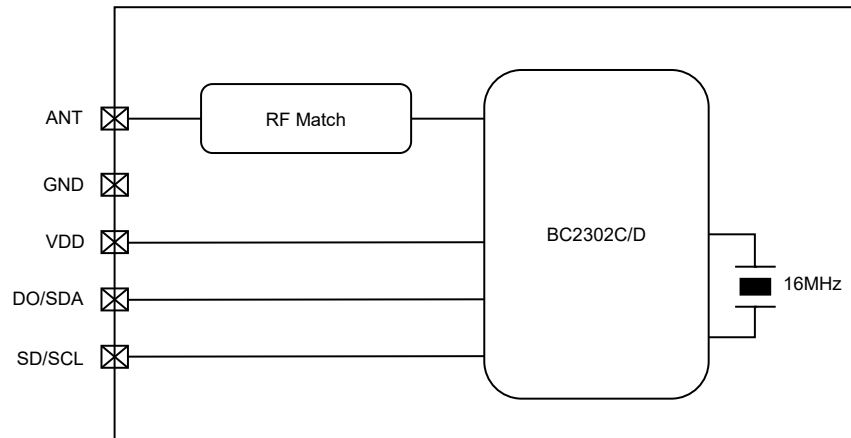 ANT
RF Match
GND
VDD
BC2302C/D
DO/SDA
16MHz
SD/SCL